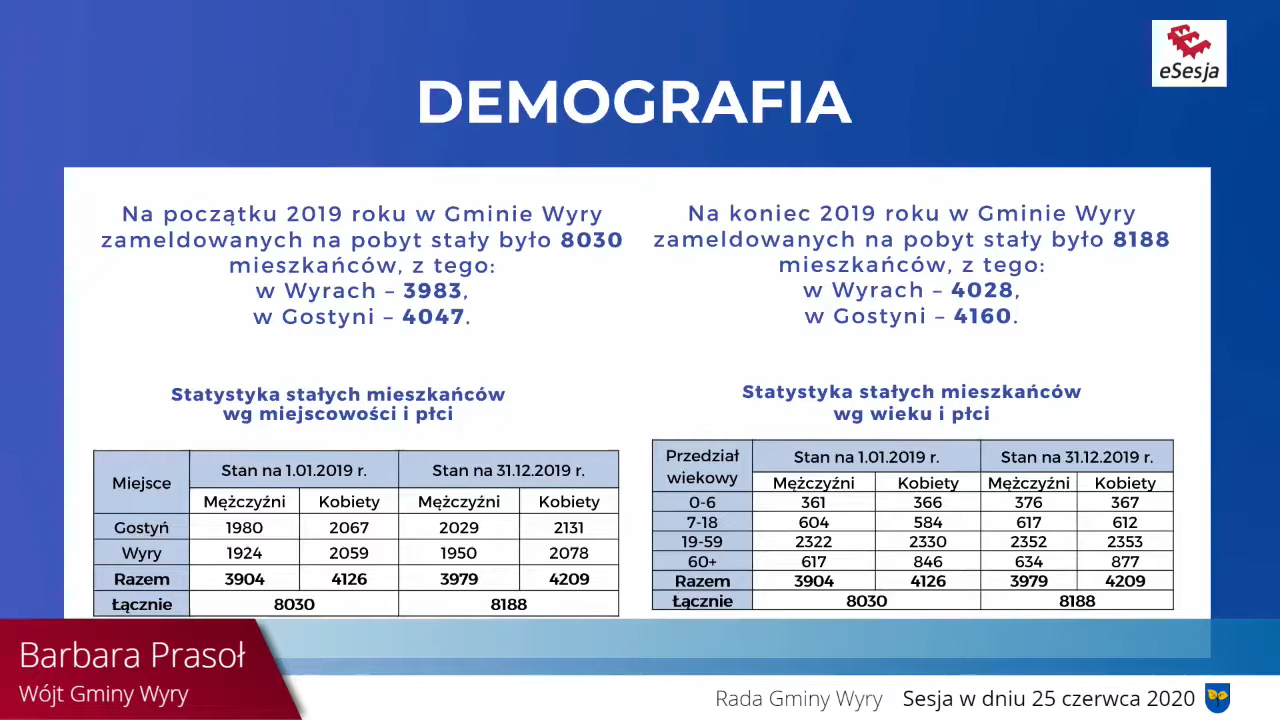 eSesja
DEMOGRAFIA
Na początku 2019 roku w Gminie Wyry
zameldowanych na pobyt stały było 8030
mieszkańców, z tego:
w Wyrach – 3983,
w Gostyni – 4047.
Na koniec 2019 roku w Gminie Wyry
zameldowanych na pobyt stały było 8188
mieszkańców, z tego:
w Wyrach – 4028,
w Gostyni – 4160.
Statystyka stałych mieszkańców
wg miejscowości i płci
Miejsce Stan na 1.01.2019 r. Stan na 31.12.2019 r.
Mężczyźni Kobiety Mężczyźni Kobiety
Gostyń 1980 2067 2029 2131
Wyry 1924 2059 1950 2078
Razem 3904 4126 3979 4209
Łącznie 8030 8188
Statystyka stałych mieszkańców
wg wieku i płci
Przedział wiekowy Stan na 1.01.2019 r. Stan na 31.12.2019 r.
Mężczyźni Kobiety Mężczyźni Kobiety
0-6 361 366 376 367
7-18 604 584 617 612
19-59 2322 2330 2352 2353
60+ 617 846 634 877
Razem 3904 4126 3979 4209
Łącznie 8030 8188
Barbara Prasoł
Wójt Gminy Wyry
Rada Gminy Wyry Sesja w dniu 25 czerwca 2020